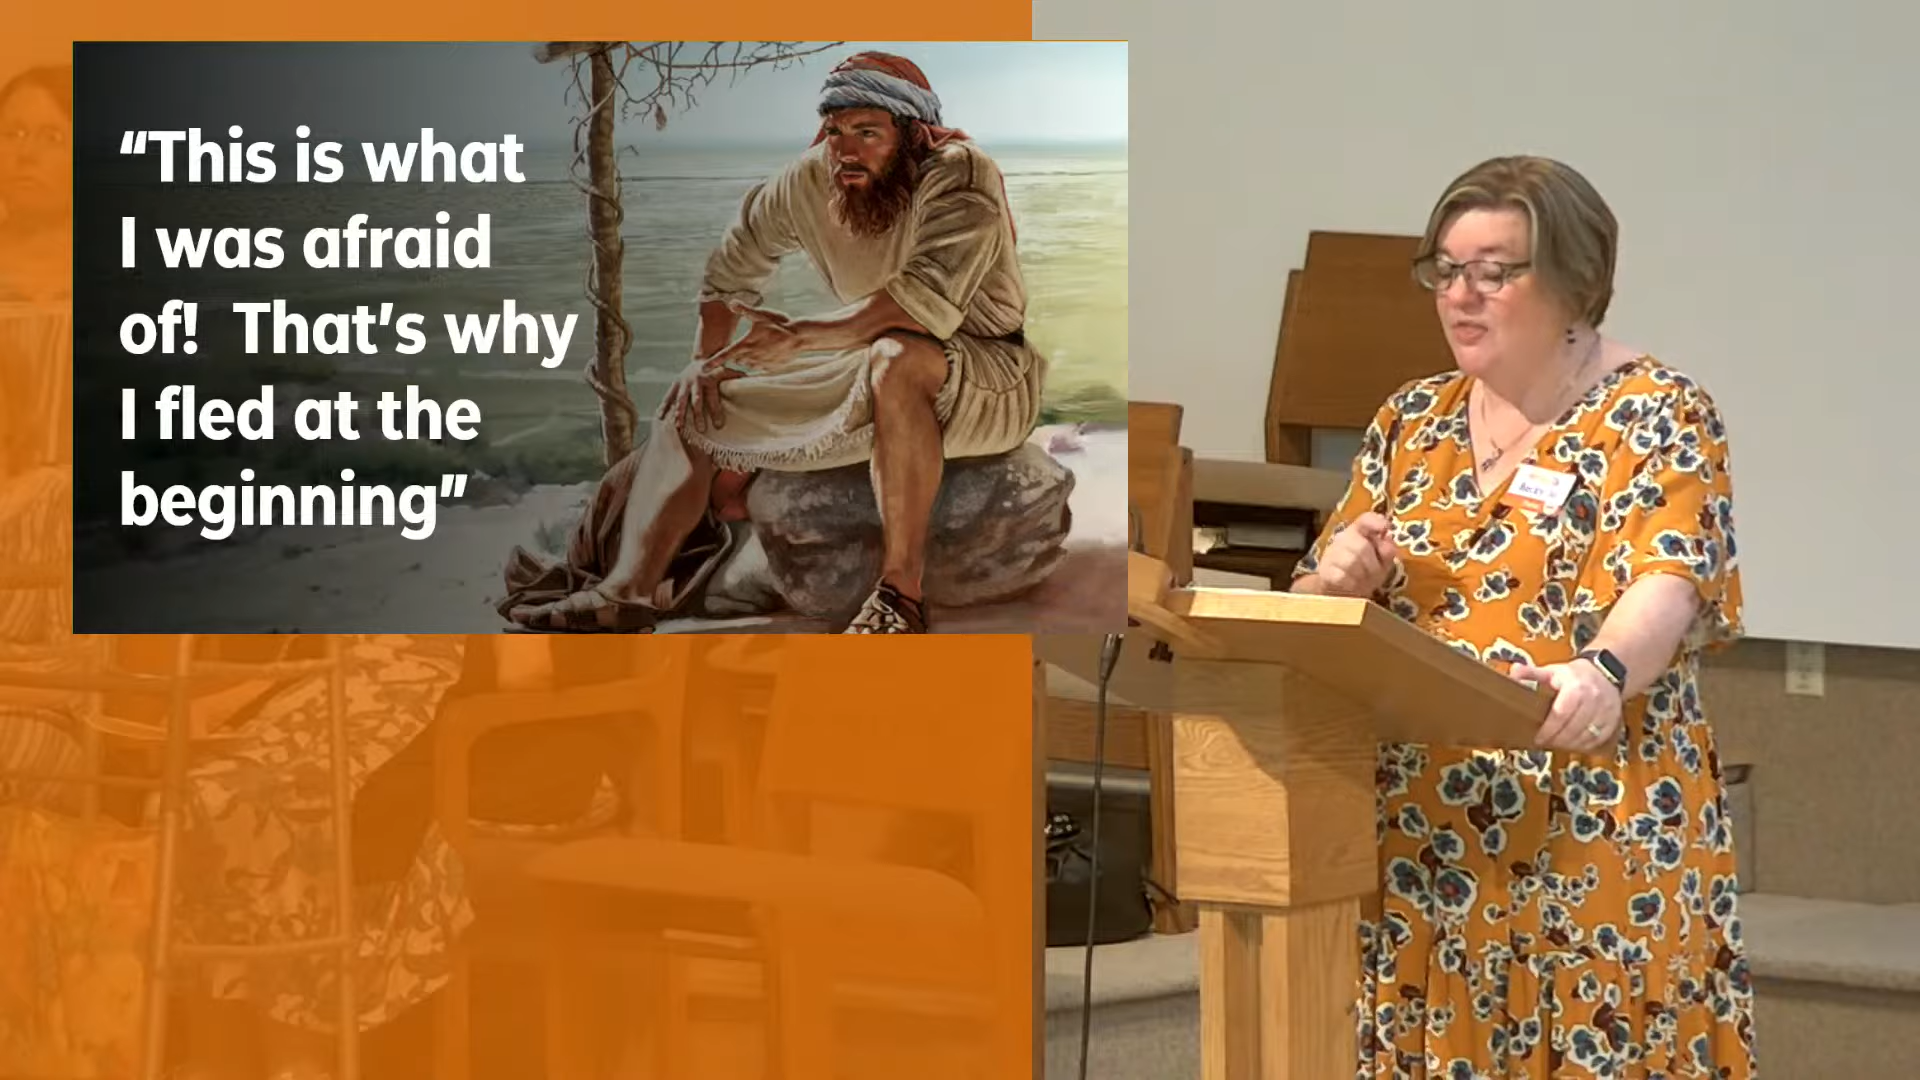 “This is what
I was afraid
of! That’s why
I fled at the
beginning”